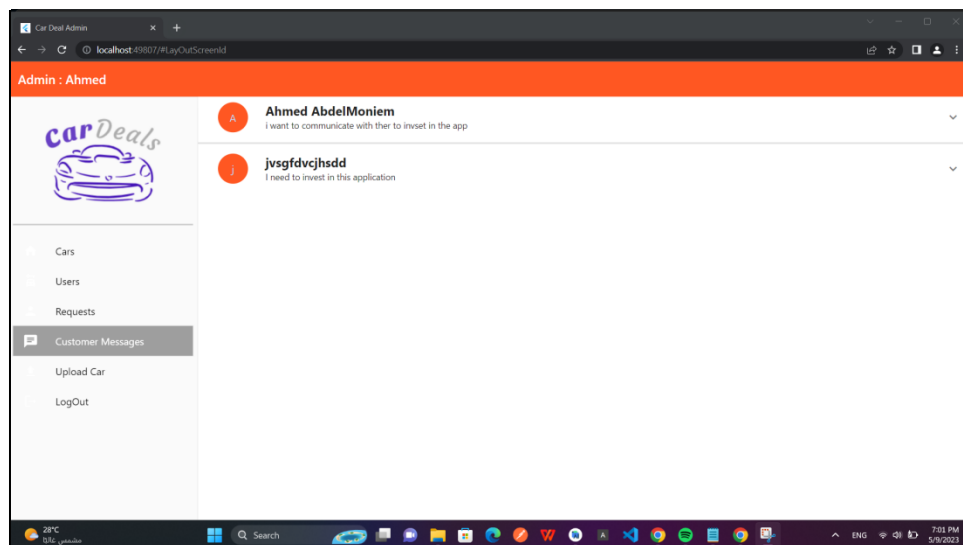 Car Deal Admin
localhost:49807/#LayOutScreenId
Admin : Ahmed
car Deals
A
Ahmed AbdelMoniem
i want to communicate with ther to invset in the app
j
jvsgfdvcjhsdd
I need to invest in this application
Cars
Users
Requests
Customer Messages
Upload Car
LogOut
28°C
مشمس غالبًا
Search
ENG
7:01 PM
5/9/2023